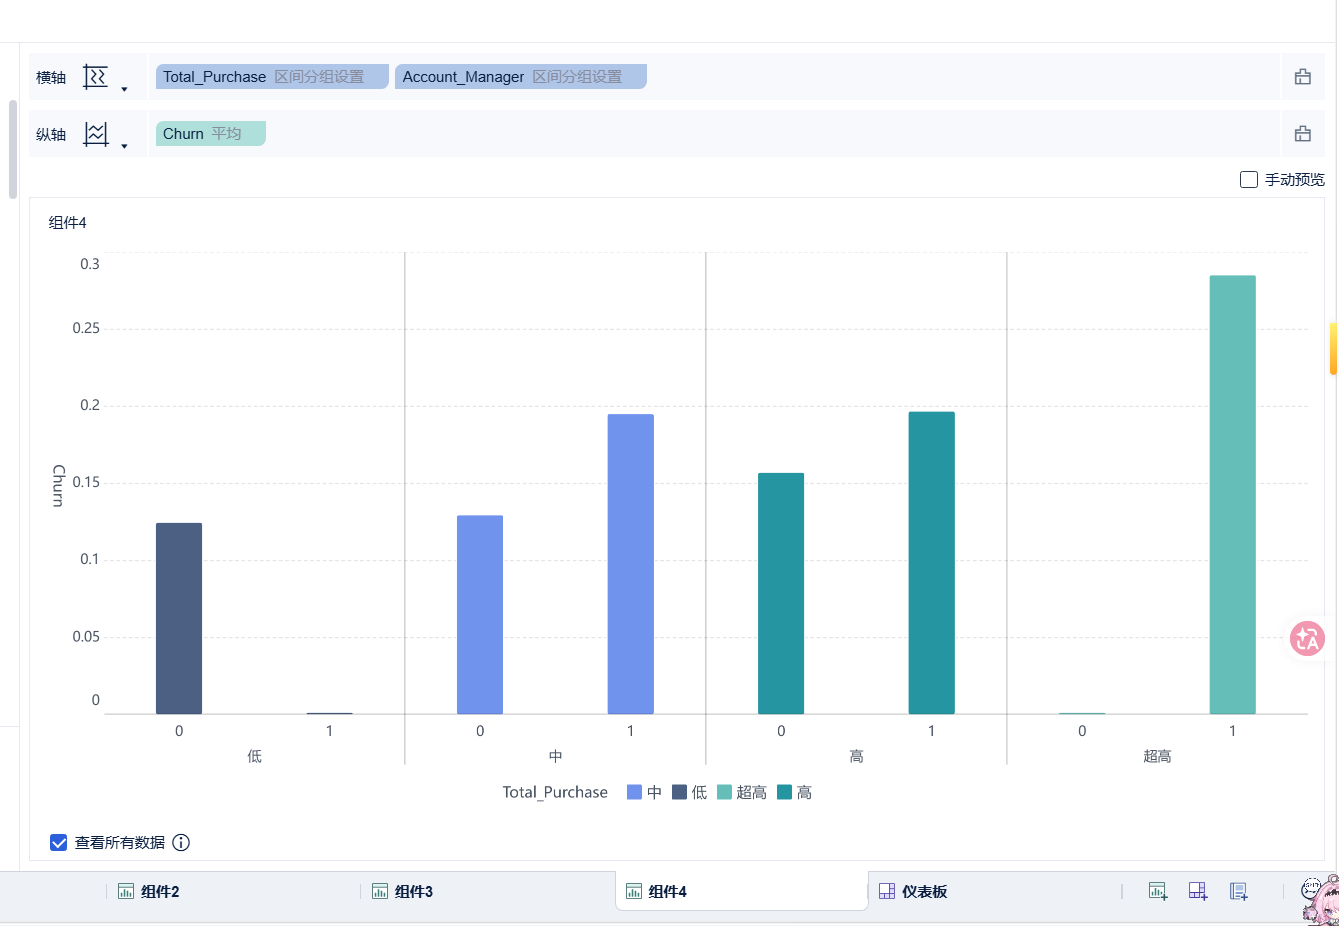 横轴 Total_Purchase 区间分组设置 Account_Manager 区间分组设置
纵轴 Churn 平均
手动预览
组件4
0.3
0.25
0.2
0.15
0.1
0.05
0
Churn
0 1 0 1 0 1 0 1
低 中 高 超高
Total_Purchase 中 低 超高 高
查看所有数据
组件2 组件3 组件4 仪表板